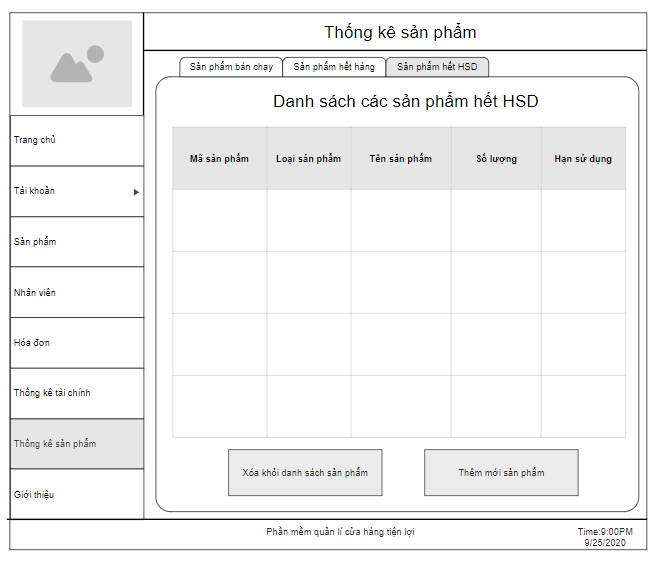 Thống kê sản phẩm
Sản phẩm bán chạy
Sản phẩm hết hàng
Sản phẩm hết HSD
Danh sách các sản phẩm hết HSD
Mã sản phẩm
Loại sản phẩm
Tên sản phẩm
Số lượng
Hạn sử dụng
Trang chủ
Tài khoản
Sản phẩm
Nhân viên
Hóa đơn
Thống kê tài chính
Thống kê sản phẩm
Giới thiệu
Xóa khỏi danh sách sản phẩm
Thêm mới sản phẩm
Phần mềm quản lí cửa hàng tiện lợi
Time:9:00PM
9/25/2020